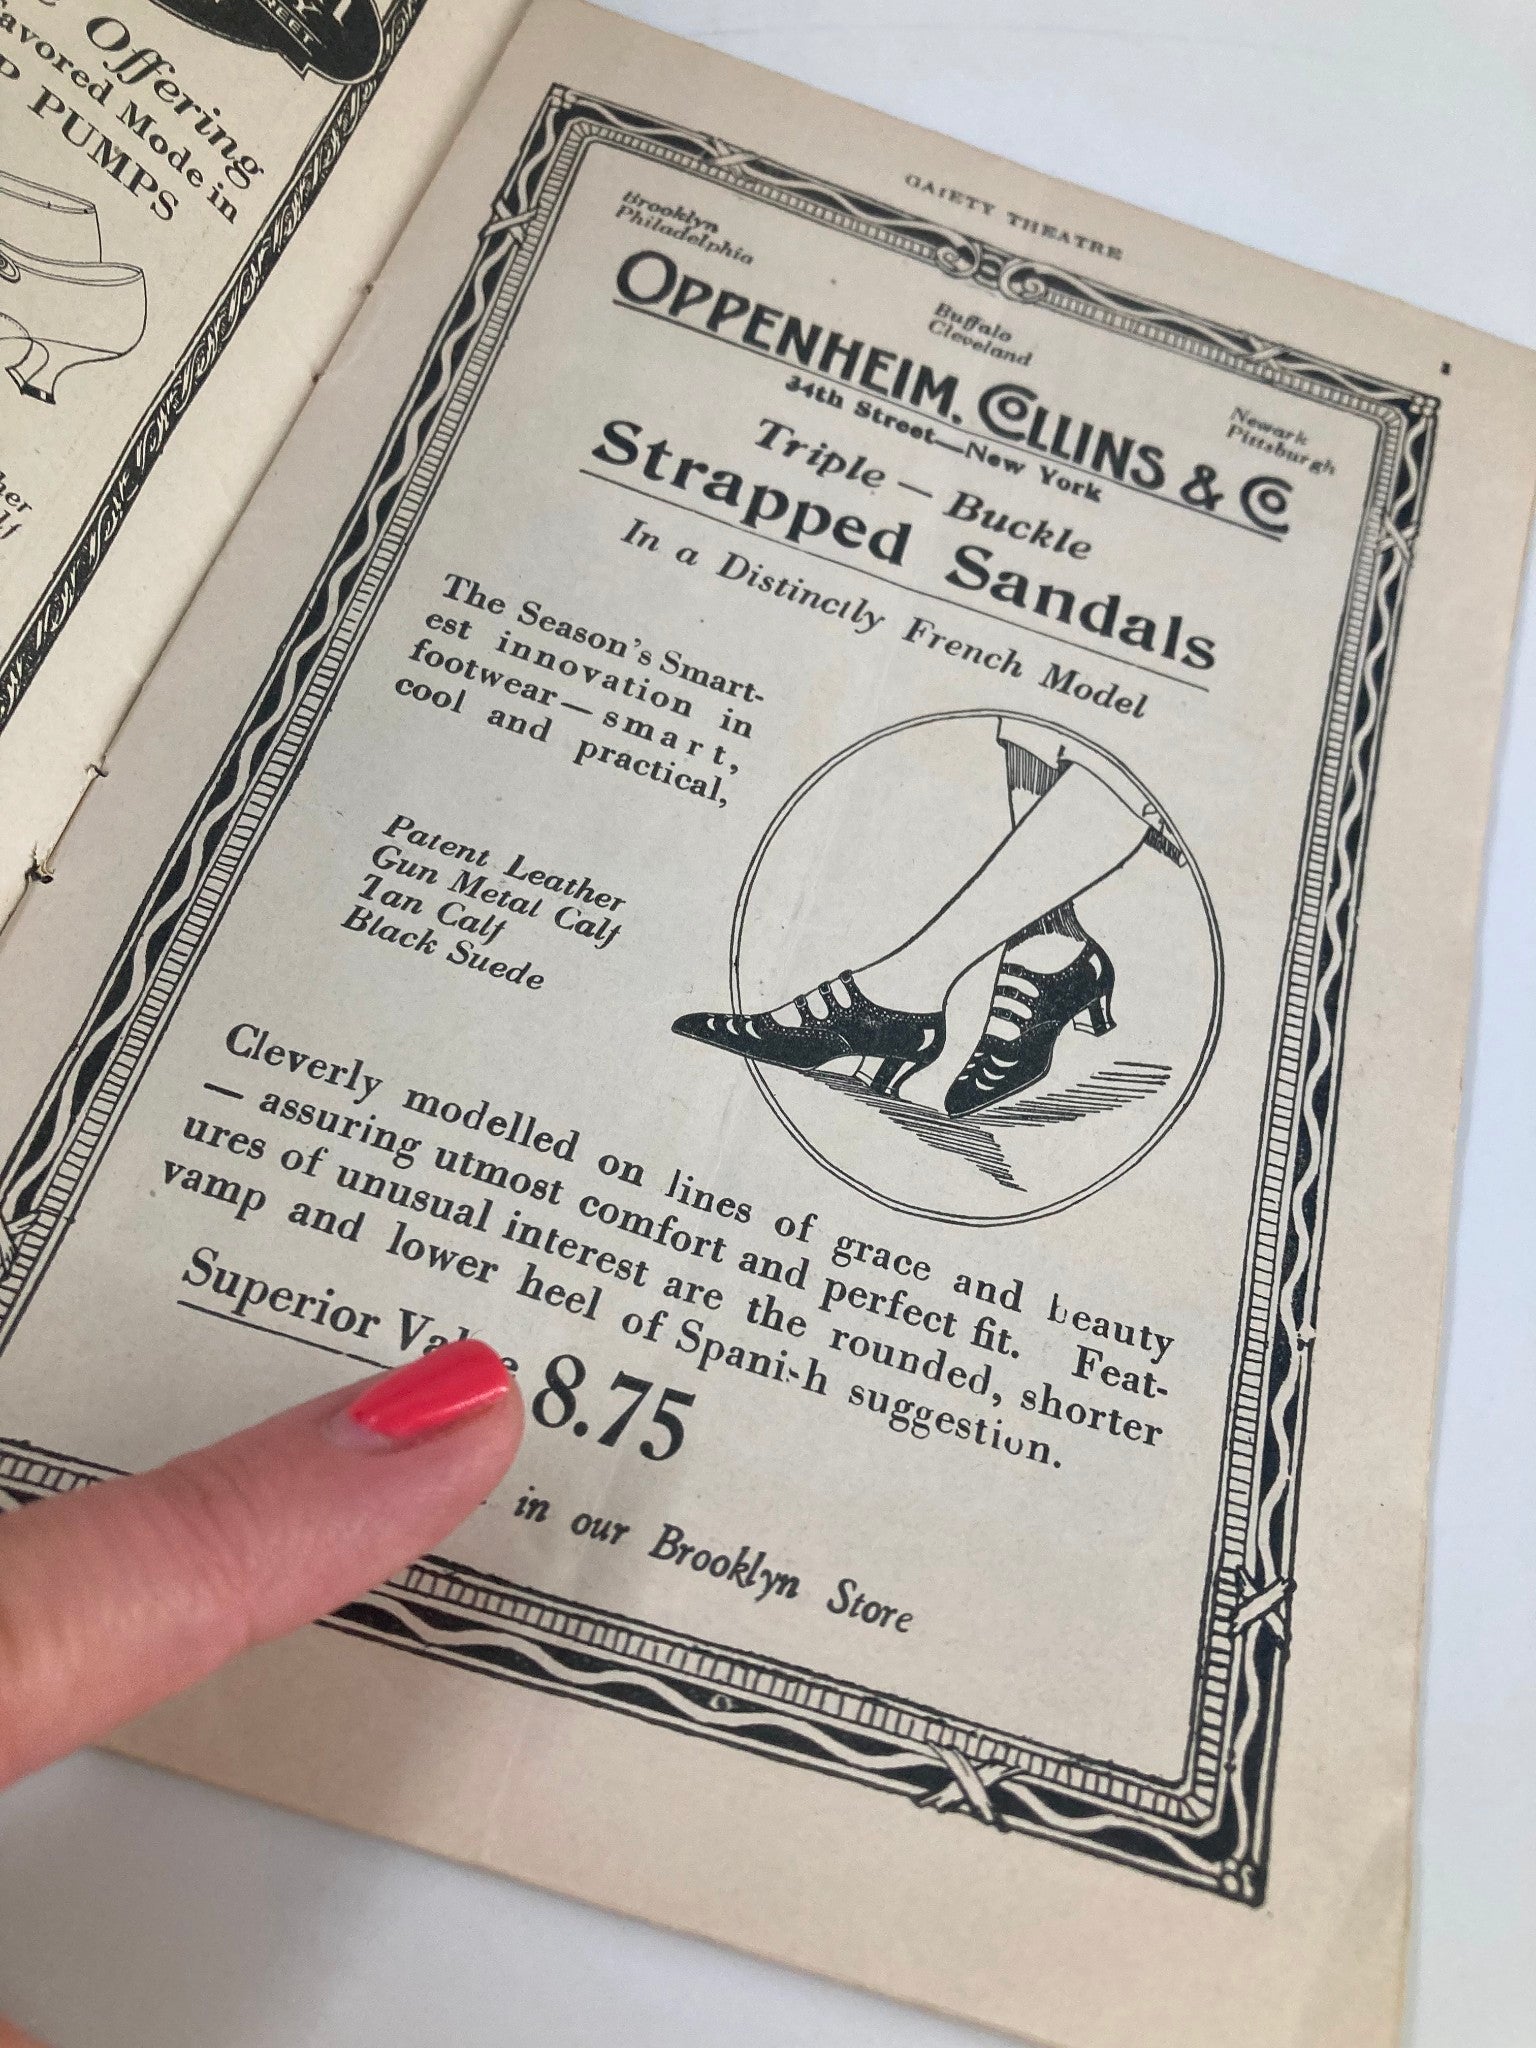 Offering
avored Mode in
P PUMPS
GAIETY THEATRE
Brooklyn
Philadelphia
Buffalo
Cleveland
Newark
Pittsburgh
OPPENHEIM, COLLINS & CO
34th Street—New York
Triple — Buckle
Strapped Sandals
In a Distinctly French Model
The Season's Smart-
est innovation in
footwear—smart,
cool and practical,
Patent Leather
Gun Metal Calf
Tan Calf
Black Suede
Cleverly modelled on lines of grace and beauty
— assuring utmost comfort and perfect fit. Feat-
ures of unusual interest are the rounded, shorter
vamp and lower heel of Spanish suggestion.
Superior Value 8.75
in our Brooklyn Store